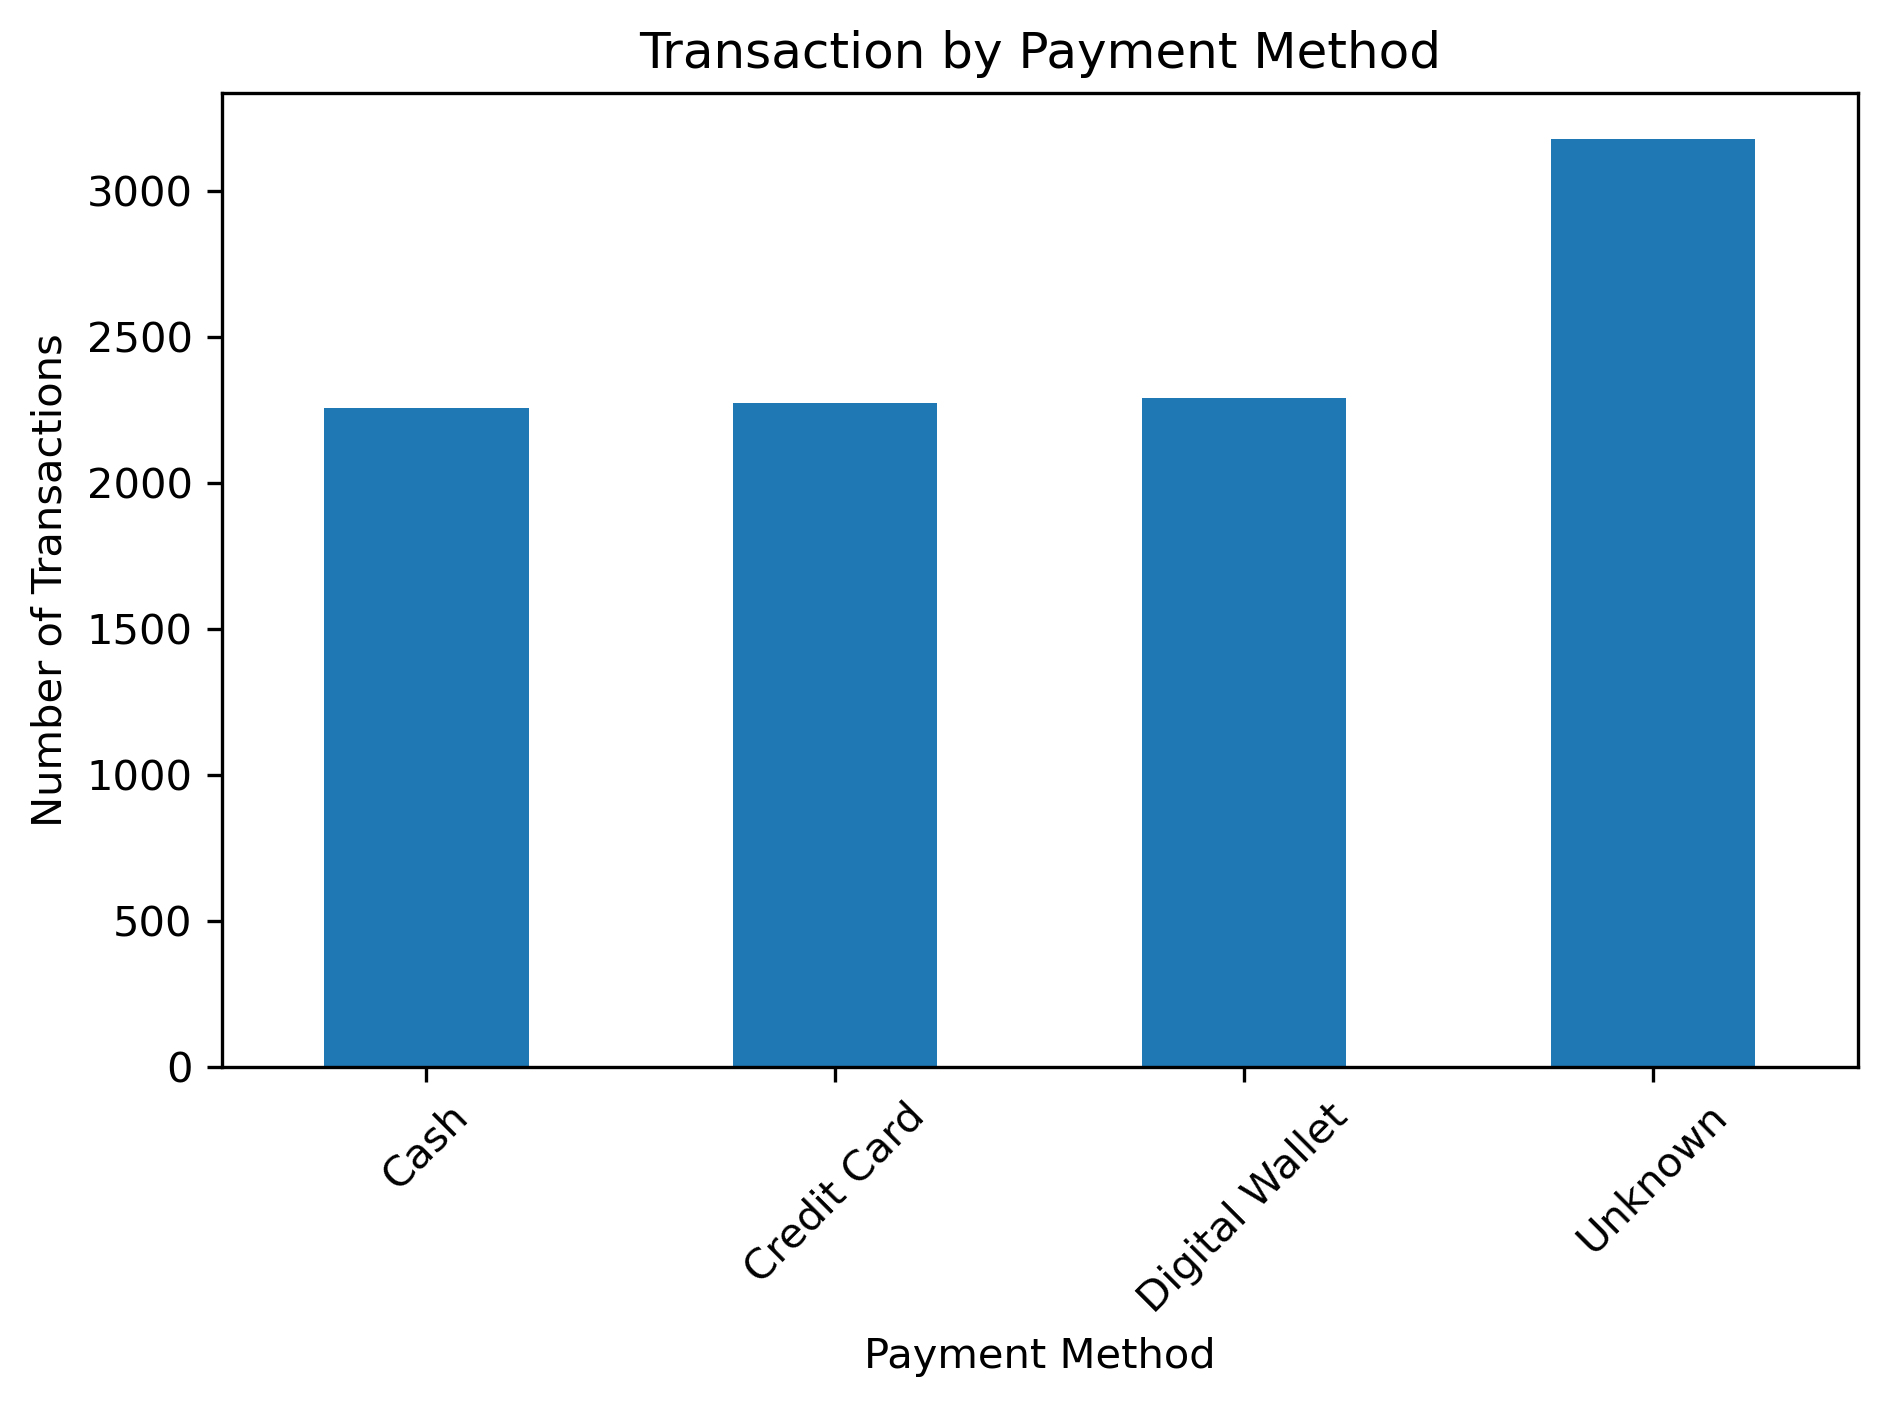 Transaction by Payment Method
Number of Transactions
3000
2500
2000
1500
1000
500
0
Cash
Credit Card
Digital Wallet
Unknown
Payment Method